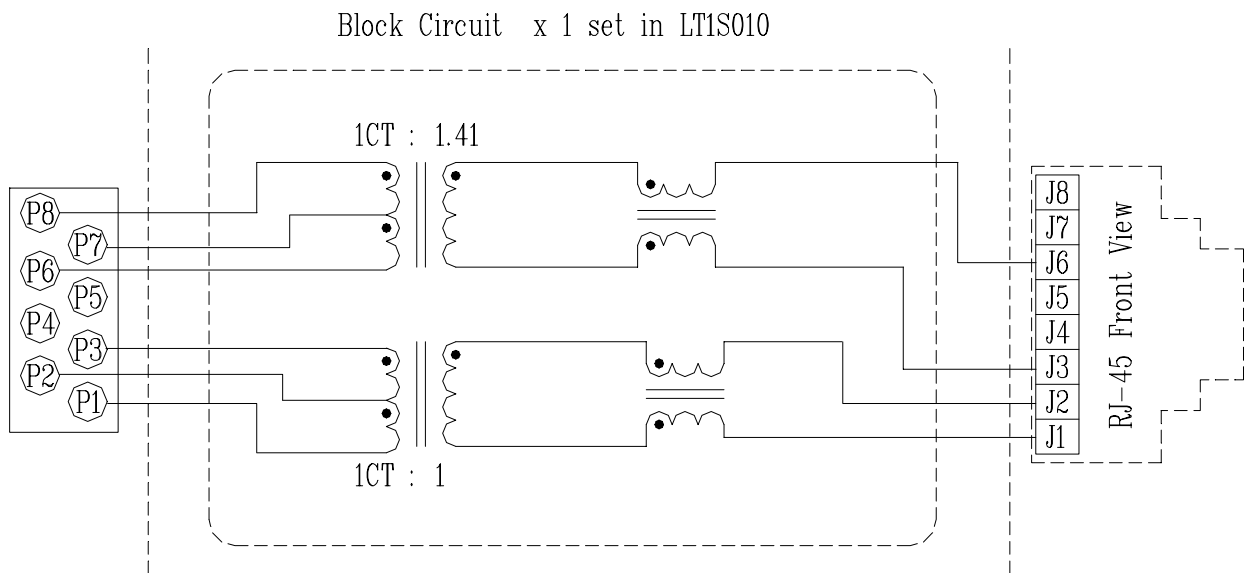 Block Circuit x 1 set in LT1S010
1CT : 1.41
P8
P7
P6
P5
P4
P3
P2
P1
1CT : 1
J8
J7
J6
J5
J4
J3
J2
J1
RJ-45 Front View